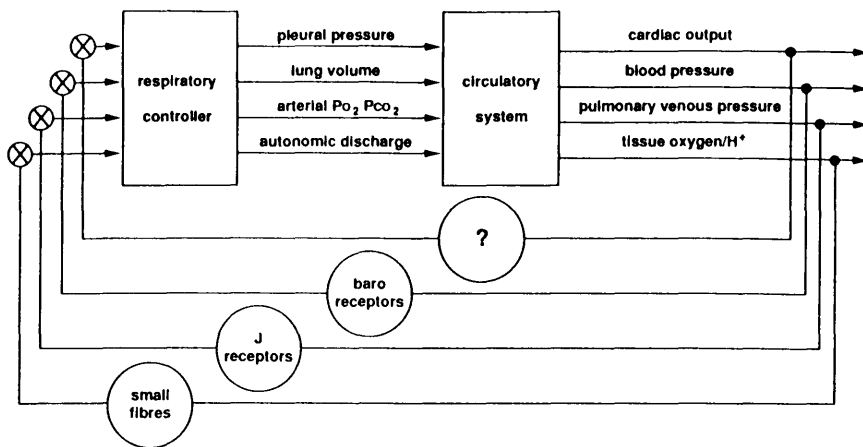 pleural pressure
lung volume
arterial Po₂ Pco₂
autonomic discharge
respiratory
controller
circulatory
system
cardiac output
blood pressure
pulmonary venous pressure
tissue oxygen/H⁺
?
baro
receptors
J
receptors
small
fibres